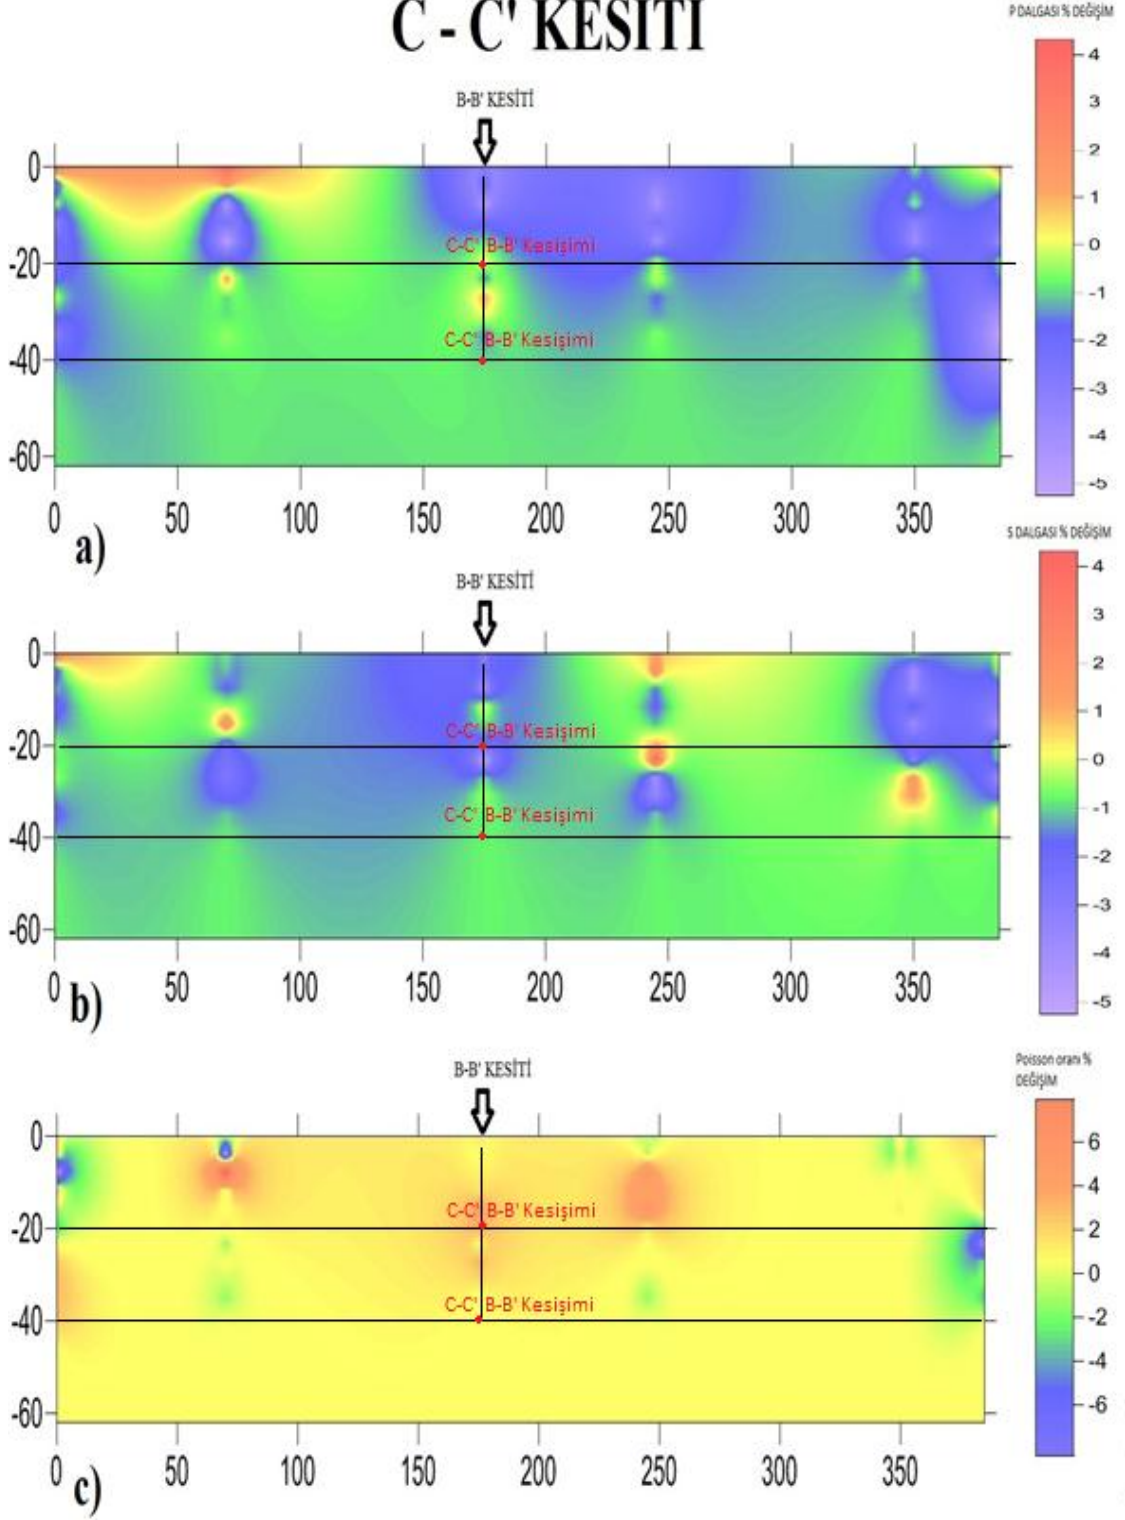 C - C' KESİTİ
P DALGASI % DEĞİŞİM
B-B' KESİTİ
0
-20
-40
-60
C-C' B-B' Kesişimi
C-C' B-B' Kesişimi
0 50 100 150 200 250 300 350
a)
4
3
2
1
0
-1
-2
-3
-4
-5
S DALGASI % DEĞİŞİM
B-B' KESİTİ
0
-20
-40
-60
C-C' B-B' Kesişimi
C-C' B-B' Kesişimi
0 50 100 150 200 250 300 350
b)
4
3
2
1
0
-1
-2
-3
-4
-5
Poisson oranı %
DEĞİŞİM
B-B' KESİTİ
0
-20
-40
-60
C-C' B-B' Kesişimi
C-C' B-B' Kesişimi
0 50 100 150 200 250 300 350
c)
6
4
2
0
-2
-4
-6